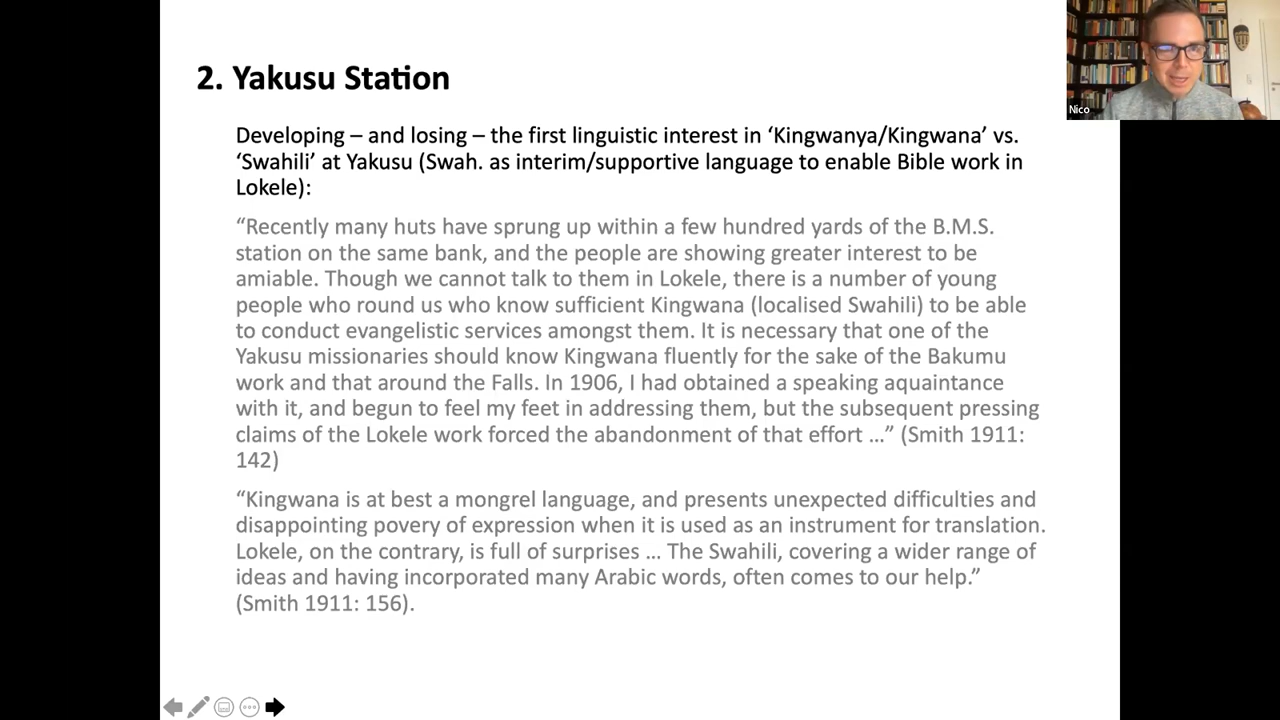 2. Yakusu Station
Developing – and losing – the first linguistic interest in ‘Kingwanya/Kingwana’ vs.
‘Swahili’ at Yakusu (Swah. as interim/supportive language to enable Bible work in
Lokele):
“Recently many huts have sprung up within a few hundred yards of the B.M.S.
station on the same bank, and the people are showing greater interest to be
amiable. Though we cannot talk to them in Lokele, there is a number of young
people who round us who know sufficient Kingwana (localised Swahili) to be able
to conduct evangelistic services amongst them. It is necessary that one of the
Yakusu missionaries should know Kingwana fluently for the sake of the Bakumu
work and that around the Falls. In 1906, I had obtained a speaking aquaintance
with it, and begun to feel my feet in addressing them, but the subsequent pressing
claims of the Lokele work forced the abandonment of that effort …” (Smith 1911:
142)
“Kingwana is at best a mongrel language, and presents unexpected difficulties and
disappointing povery of expression when it is used as an instrument for translation.
Lokele, on the contrary, is full of surprises … The Swahili, covering a wider range of
ideas and having incorporated many Arabic words, often comes to our help.”
(Smith 1911: 156).
Nico